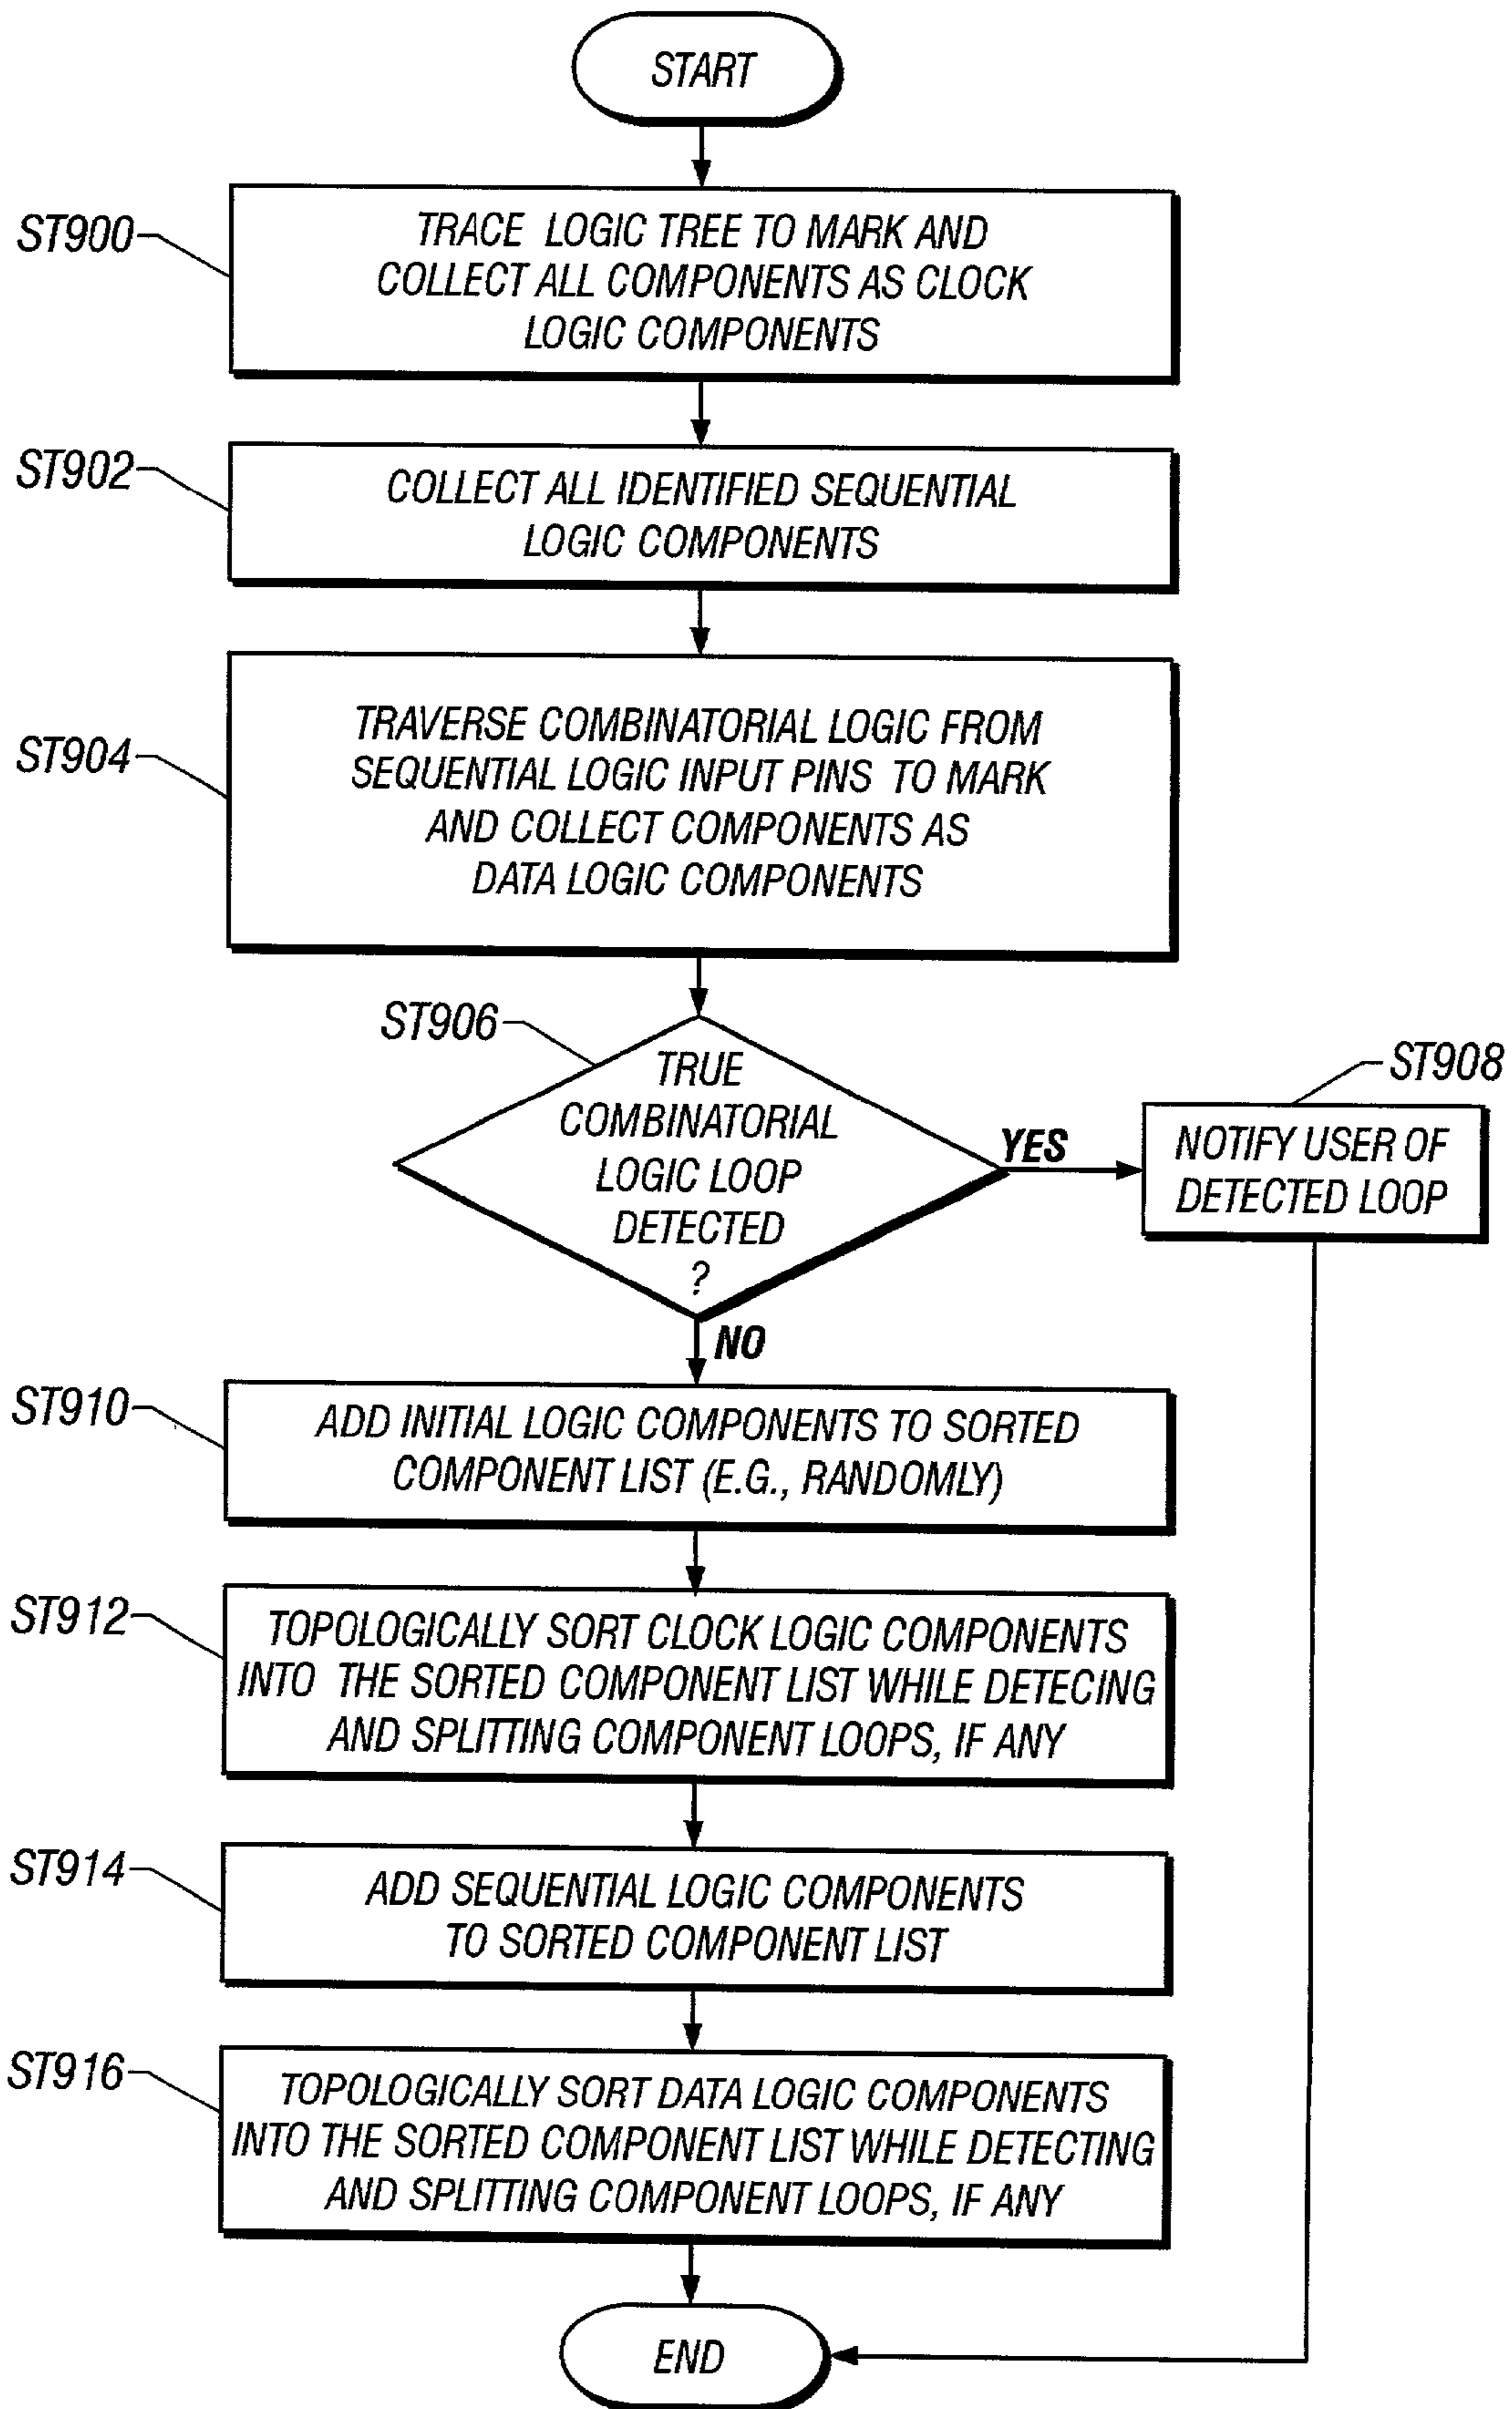 START
ST900
TRACE LOGIC TREE TO MARK AND
COLLECT ALL COMPONENTS AS CLOCK
LOGIC COMPONENTS
ST902
COLLECT ALL IDENTIFIED SEQUENTIAL
LOGIC COMPONENTS
ST904
TRAVERSE COMBINATORIAL LOGIC FROM
SEQUENTIAL LOGIC INPUT PINS TO MARK
AND COLLECT COMPONENTS AS
DATA LOGIC COMPONENTS
ST906
TRUE
COMBINATORIAL
LOGIC LOOP
DETECTED
?
YES
ST908
NOTIFY USER OF
DETECTED LOOP
NO
ST910
ADD INITIAL LOGIC COMPONENTS TO SORTED
COMPONENT LIST (E.G., RANDOMLY)
ST912
TOPOLOGICALLY SORT CLOCK LOGIC COMPONENTS
INTO THE SORTED COMPONENT LIST WHILE DETECING
AND SPLITTING COMPONENT LOOPS, IF ANY
ST914
ADD SEQUENTIAL LOGIC COMPONENTS
TO SORTED COMPONENT LIST
ST916
TOPOLOGICALLY SORT DATA LOGIC COMPONENTS
INTO THE SORTED COMPONENT LIST WHILE DETECTING
AND SPLITTING COMPONENT LOOPS, IF ANY
END